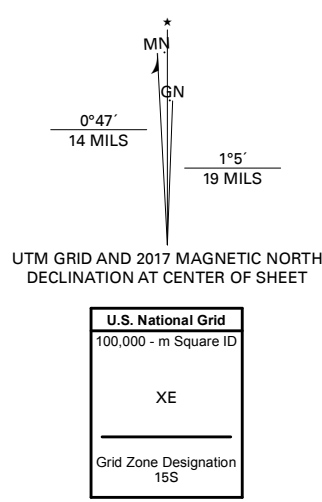 MN
GN
0°47´
14 MILS
1°5´
19 MILS
UTM GRID AND 2017 MAGNETIC NORTH
DECLINATION AT CENTER OF SHEET
U.S. National Grid
100,000 - m Square ID
XE
Grid Zone Designation
15S